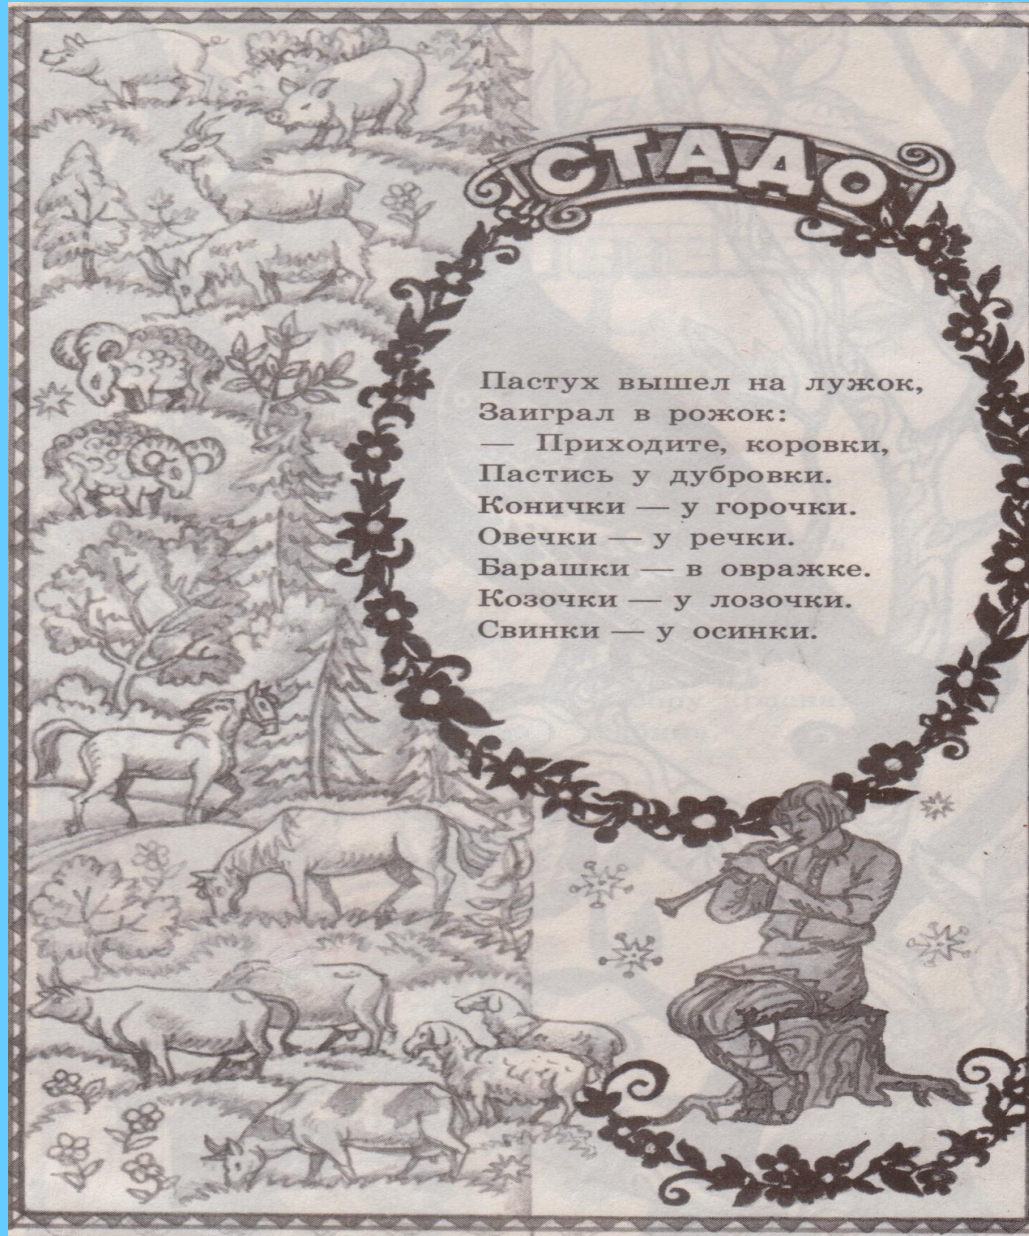 СТАДО
Пастух вышел на лужок,
Заиграл в рожок:
— Приходите, коровки,
Пастись у дубровки.
Конички — у горочки.
Овечки — у речки.
Барашки — в овражке.
Козочки — у лозочки.
Свинки — у осинки.